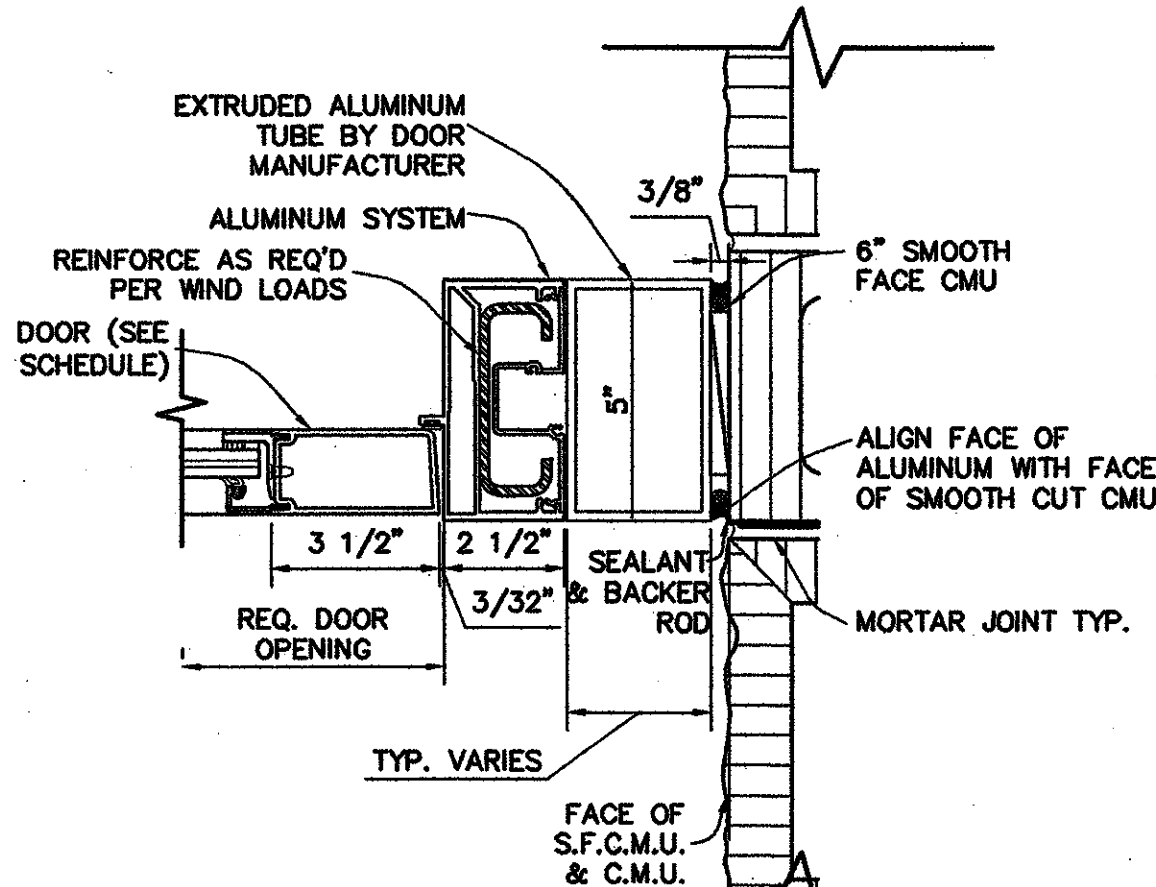 EXTRUDED ALUMINUM
TUBE BY DOOR
MANUFACTURER
3/8"
ALUMINUM SYSTEM
6" SMOOTH
FACE CMU
REINFORCE AS REQ'D
PER WIND LOADS
DOOR (SEE
SCHEDULE)
5"
ALIGN FACE OF
ALUMINUM WITH FACE
OF SMOOTH CUT CMU
3 1/2"
2 1/2"
3/32"
SEALANT
& BACKER
ROD
REQ. DOOR
OPENING
MORTAR JOINT TYP.
TYP. VARIES
FACE OF
S.F.C.M.U.
& C.M.U.